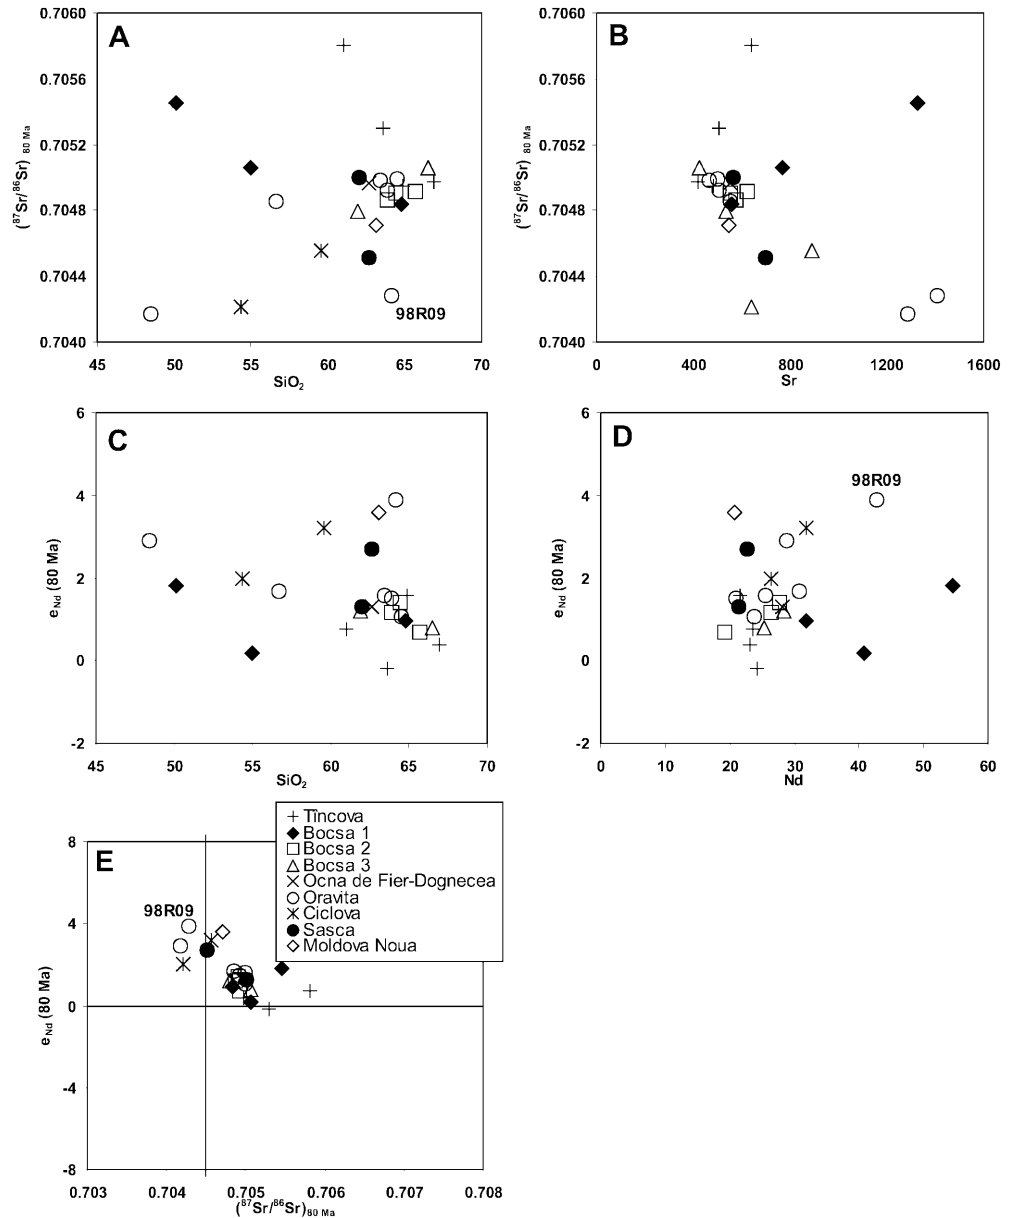 A
0.7060
0.7056
0.7052
0.7048
0.7044
0.7040
(87Sr/86Sr) 80 Ma
98R09
45 50 55 60 65 70
SiO2
B
0.7060
0.7056
0.7052
0.7048
0.7044
0.7040
(87Sr/86Sr) 80 Ma
0 400 800 1200 1600
Sr
C
6
4
2
0
-2
eNd (80 Ma)
45 50 55 60 65 70
SiO2
D
6
4
2
0
-2
eNd (80 Ma)
98R09
0 10 20 30 40 50 60
Nd
E
8
4
0
-4
-8
eNd (80 Ma)
98R09
Tincova
Bocsa 1
Bocsa 2
Bocsa 3
Ocna de Fier-Dognecea
Oravita
Ciclova
Sasca
Moldova Noua
0.703 0.704 0.705 0.706 0.707 0.708
(87Sr/86Sr)80 Ma